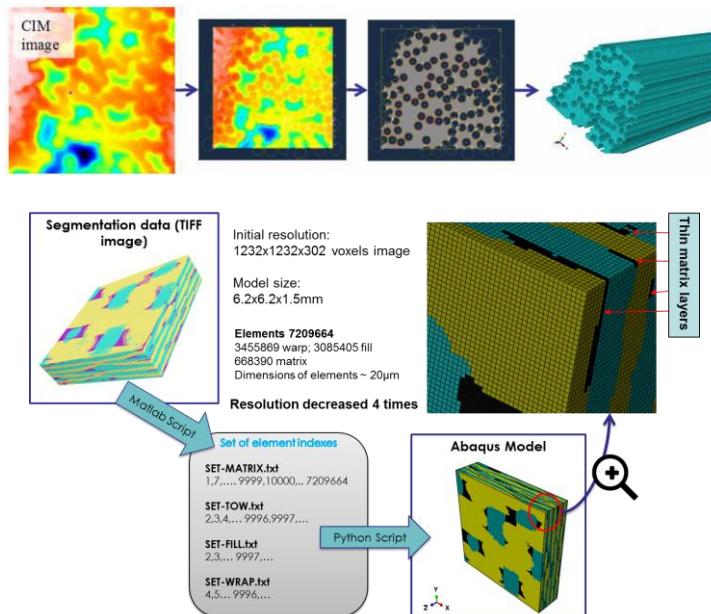 CIM
image
Segmentation data (TIFF
image)
Initial resolution:
1232x1232x302 voxels image
Model size:
6.2x6.2x1.5mm
Elements 7209664
3455869 warp; 3085405 fill
668390 matrix
Dimensions of elements ~ 20µm
Resolution decreased 4 times
Thin matrix
layers
Matlab Script
Set of element indexes
SET-MATRIX.txt
1,7,.... 9999,10000,.. 7209664
SET-TOW.txt
2,3,4,... 9996,9997,...
SET-FILL.txt
2,3... 9997,...
SET-WRAP.txt
4,5... 9996,...
Python Script
Abaqus Model
Y
Z
X